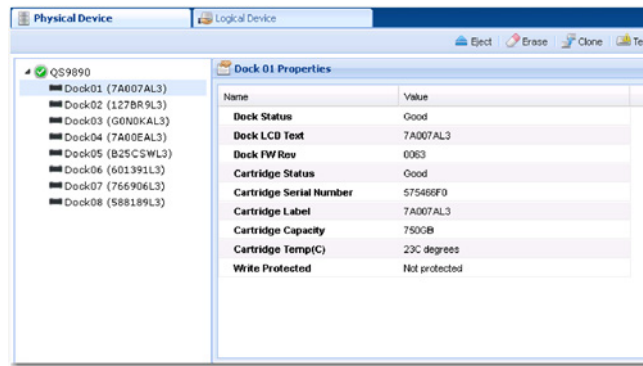 Physical Device
Logical Device
Eject Erase Clone Te
QS9890
Dock01 (7A007AL3)
Dock02 (127BR9L3)
Dock03 (G0N0KAL3)
Dock04 (7A00EAL3)
Dock05 (B25CSWL3)
Dock06 (601391L3)
Dock07 (766906L3)
Dock08 (588189L3)
Dock 01 Properties
Name Value
Dock Status Good
Dock LCD Text 7A007AL3
Dock FW Rev 0063
Cartridge Status Good
Cartridge Serial Number 575466F0
Cartridge Label 7A007AL3
Cartridge Capacity 750GB
Cartridge Temp(C) 23C degrees
Write Protected Not protected